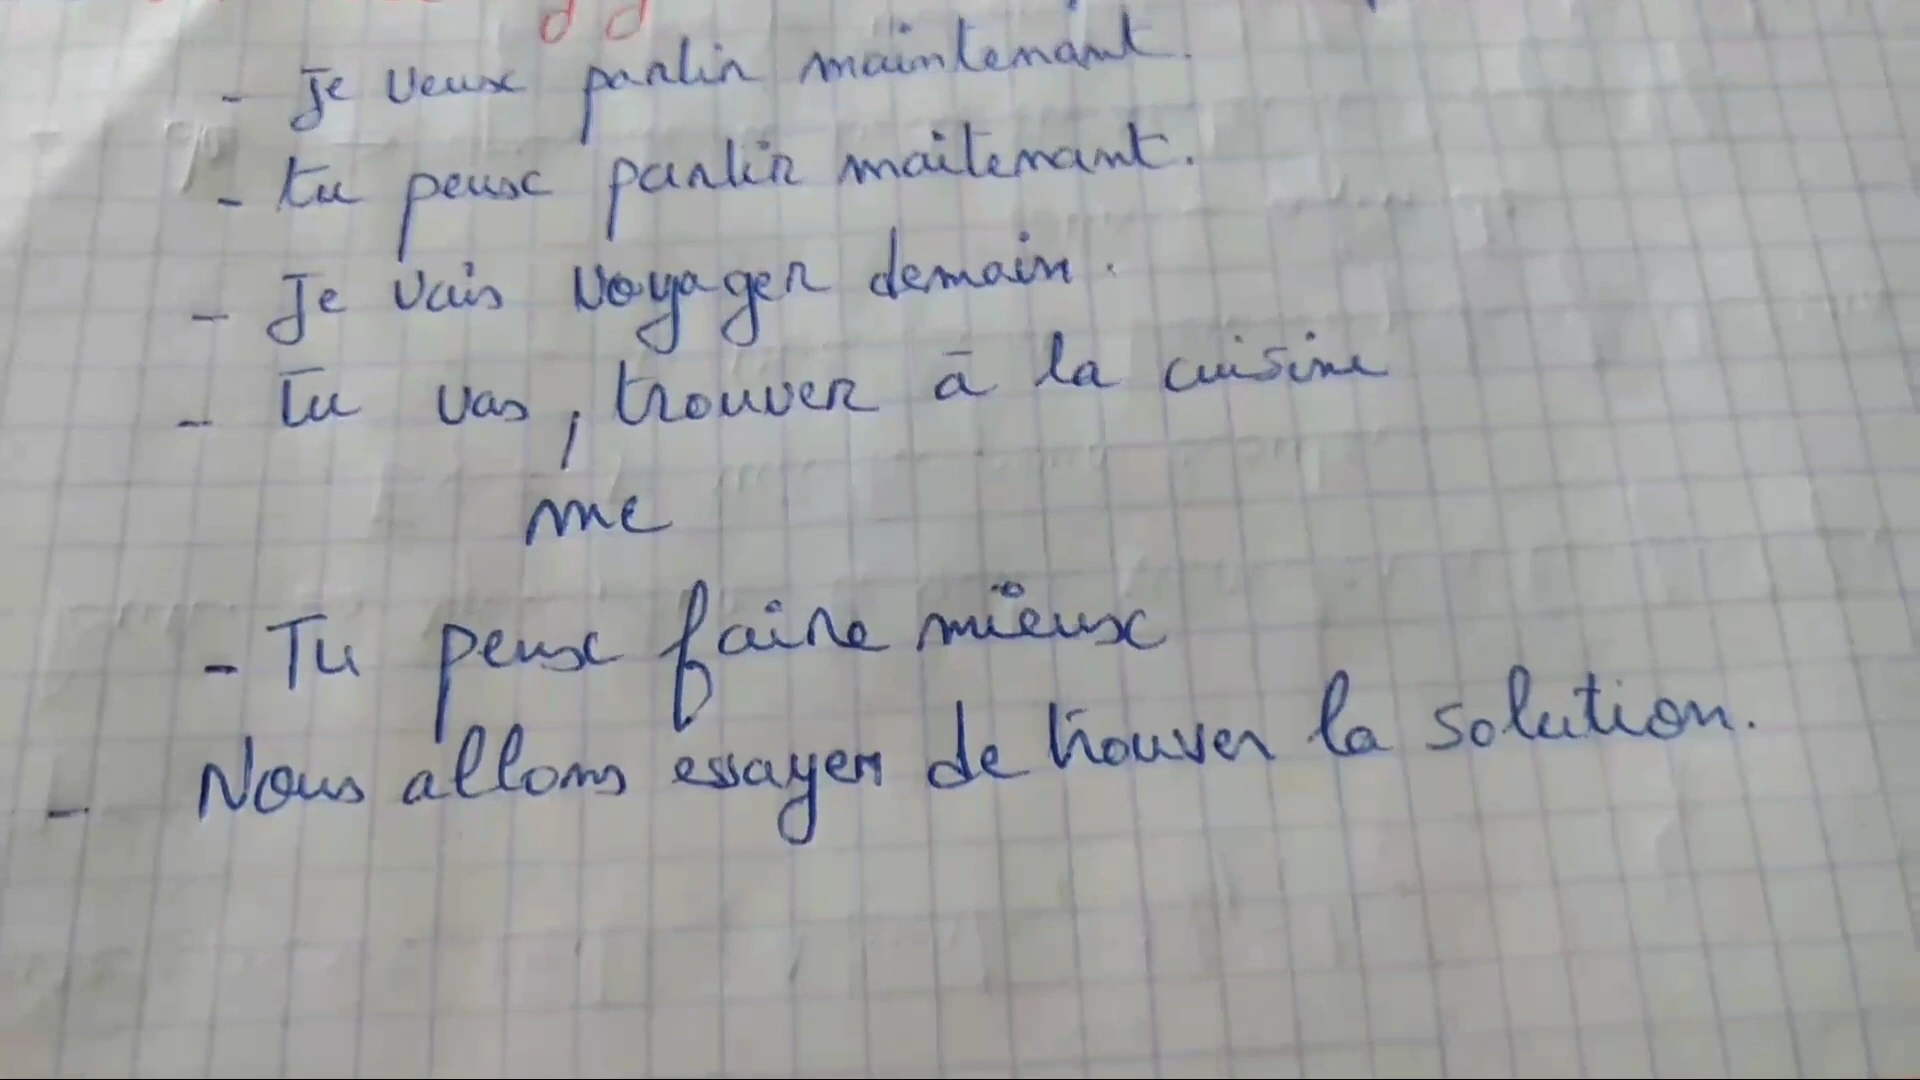 - Je veux partir maintenant.
- tu peux partir maitenant.
- Je vais voyager demain.
- Tu vas , trouver à la cuisine
me
- Tu peux faire mieux
- Nous allons essayer de trouver la solution.